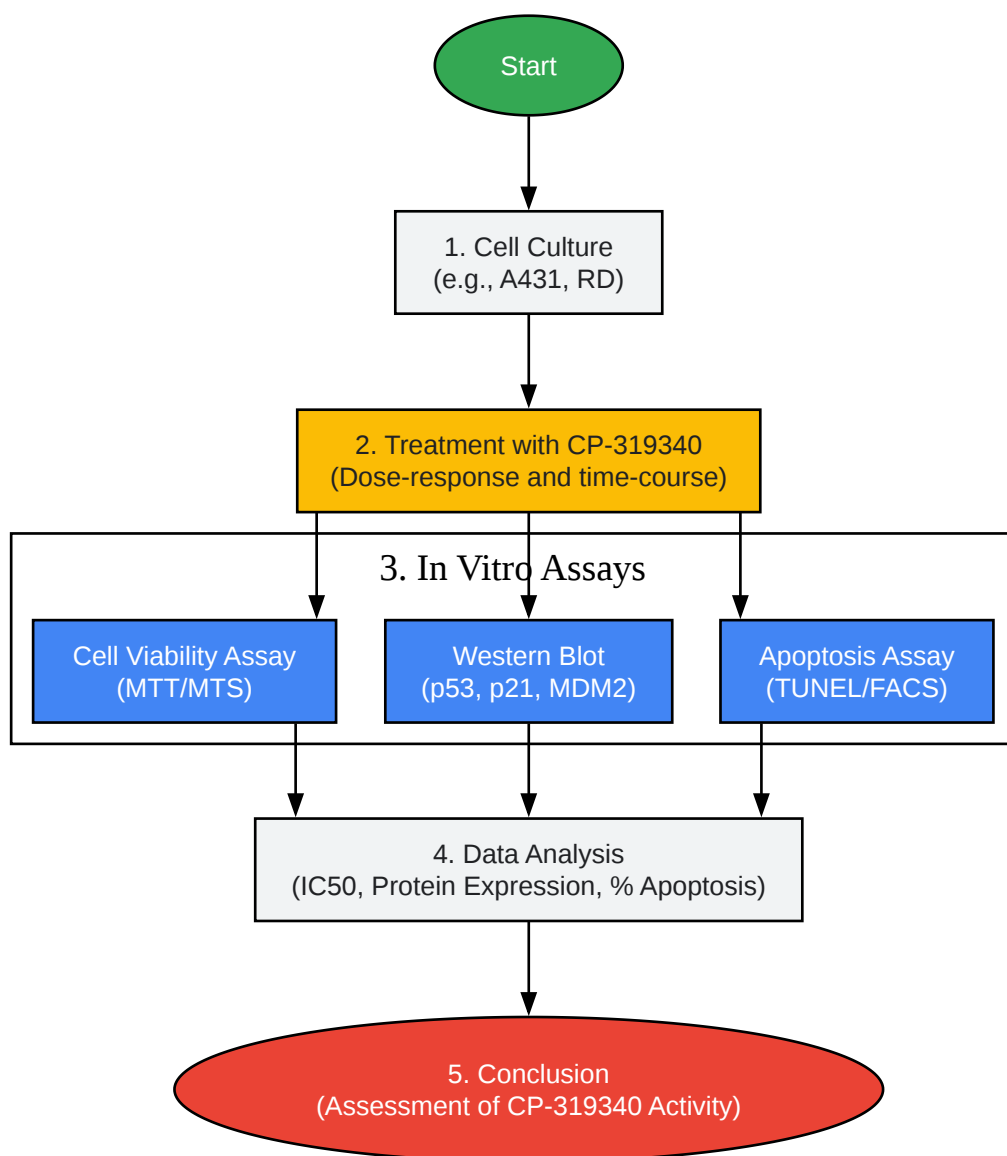 Start
1. Cell Culture
(e.g., A431, RD)
2. Treatment with CP-319340
(Dose-response and time-course)
3. In Vitro Assays
Cell Viability Assay
(MTT/MTS)
Western Blot
(p53, p21, MDM2)
Apoptosis Assay
(TUNEL/FACS)
4. Data Analysis
(IC50, Protein Expression, % Apoptosis)
5. Conclusion
(Assessment of CP-319340 Activity)